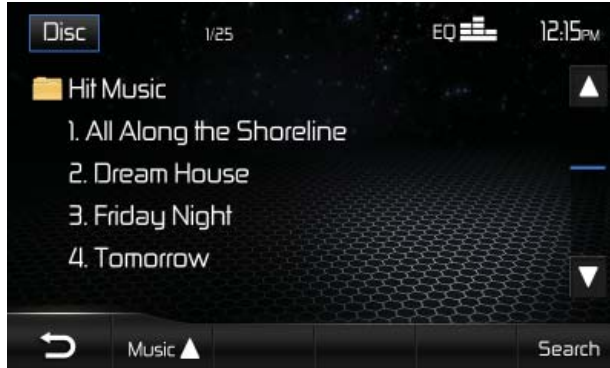 Disc 1/25 EQ 12:15PM
Hit Music
1. All Along the Shoreline
2. Dream House
3. Friday Night
4. Tomorrow
Music Search